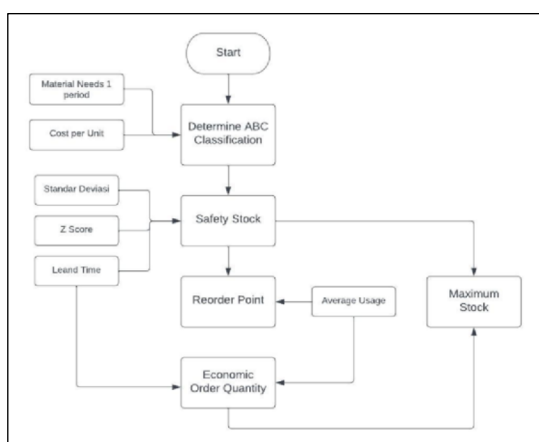 Start
Material Needs 1
period
Cost per Unit
Determine ABC
Classification
Standar Deviasi
Z Score
Leand Time
Safety Stock
Reorder Point
Average Usage
Maximum
Stock
Economic
Order Quantity